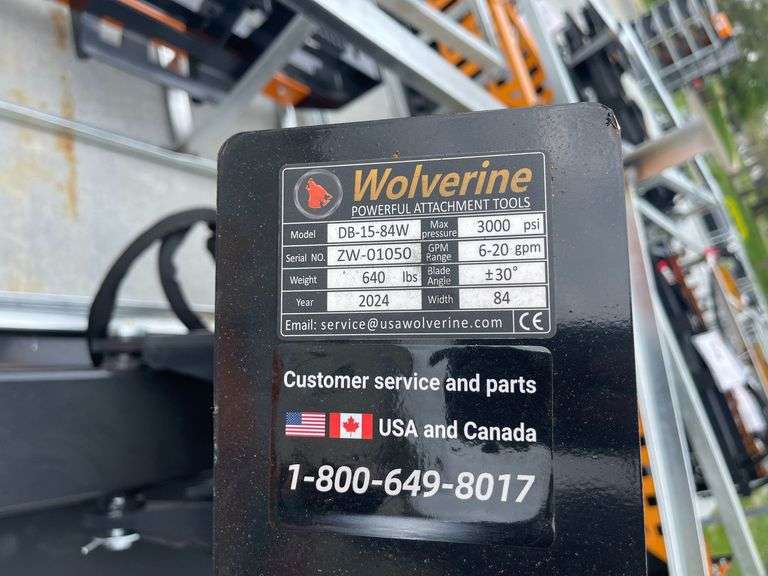 Wolverine
POWERFUL ATTACHMENT TOOLS
Model DB-15-84W Max pressure 3000 psi
Serial NO. ZW-01050 GPM Range 6-20 gpm
Weight 640 lbs Blade Angle ±30°
Year 2024 Width 84
Email: service@usawolverine.com CE
Customer service and parts
USA and Canada
1-800-649-8017